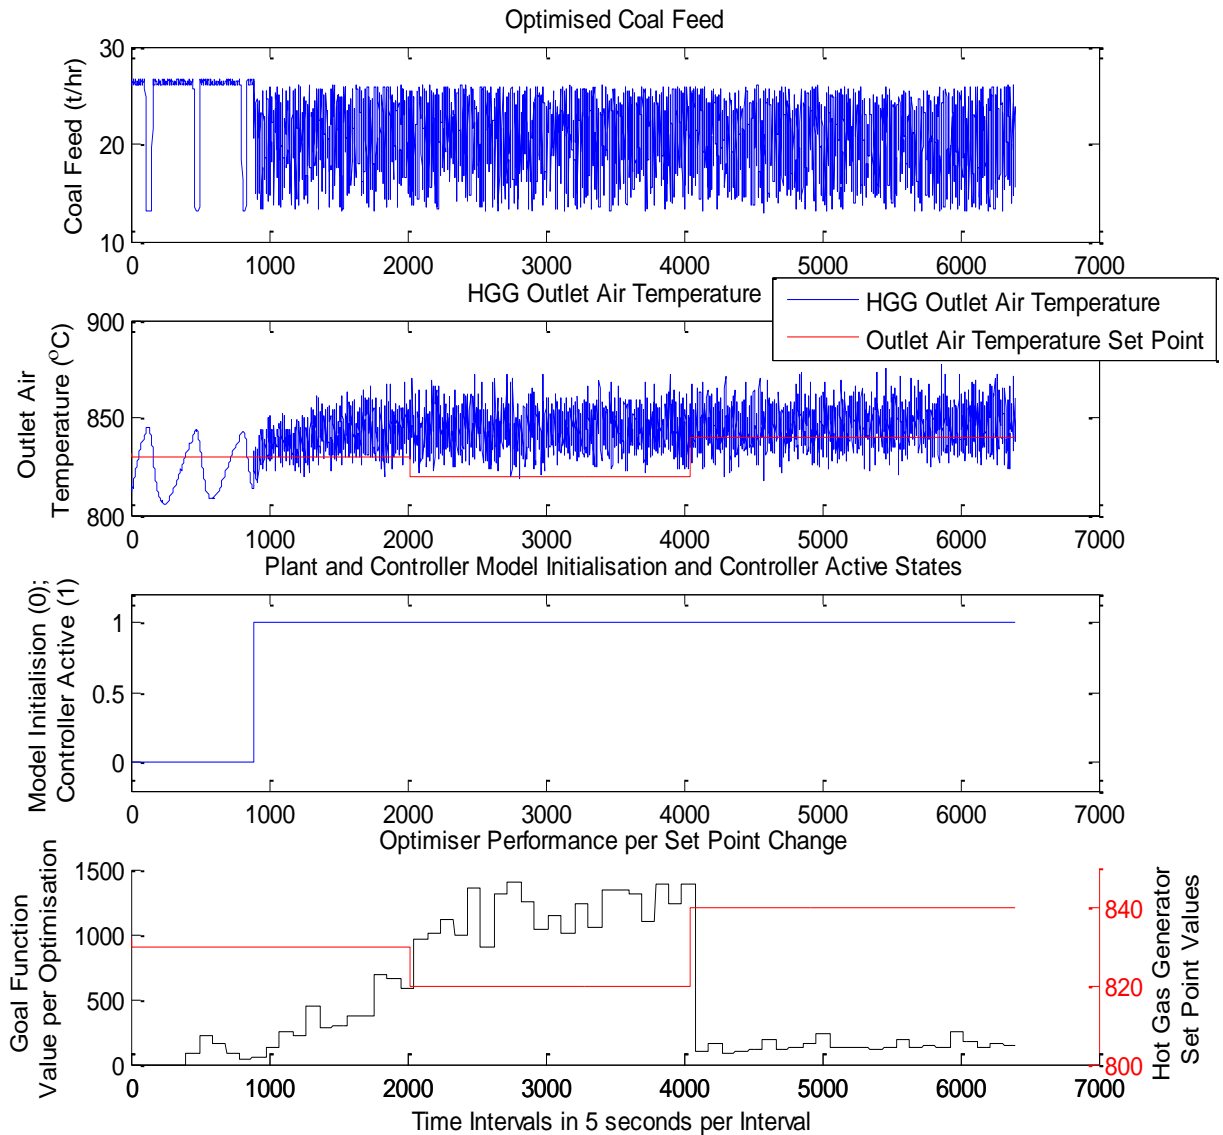 Optimised Coal Feed
30
20
10
Coal Feed (t/hr)
0 1000 2000 3000 4000 5000 6000 7000
HGG Outlet Air Temperature
HGG Outlet Air Temperature
Outlet Air Temperature Set Point
900
850
800
Outlet Air
Temperature (ºC)
0 1000 2000 3000 4000 5000 6000 7000
Plant and Controller Model Initialisation and Controller Active States
1
0.5
0
Model Initialision (0);
Controller Active (1)
0 1000 2000 3000 4000 5000 6000 7000
Optimiser Performance per Set Point Change
1500
1000
500
0
Goal Function
Value per Optimisation
840
820
800
Hot Gas Generator
Set Point Values
0 1000 2000 3000 4000 5000 6000 7000
Time Intervals in 5 seconds per Interval